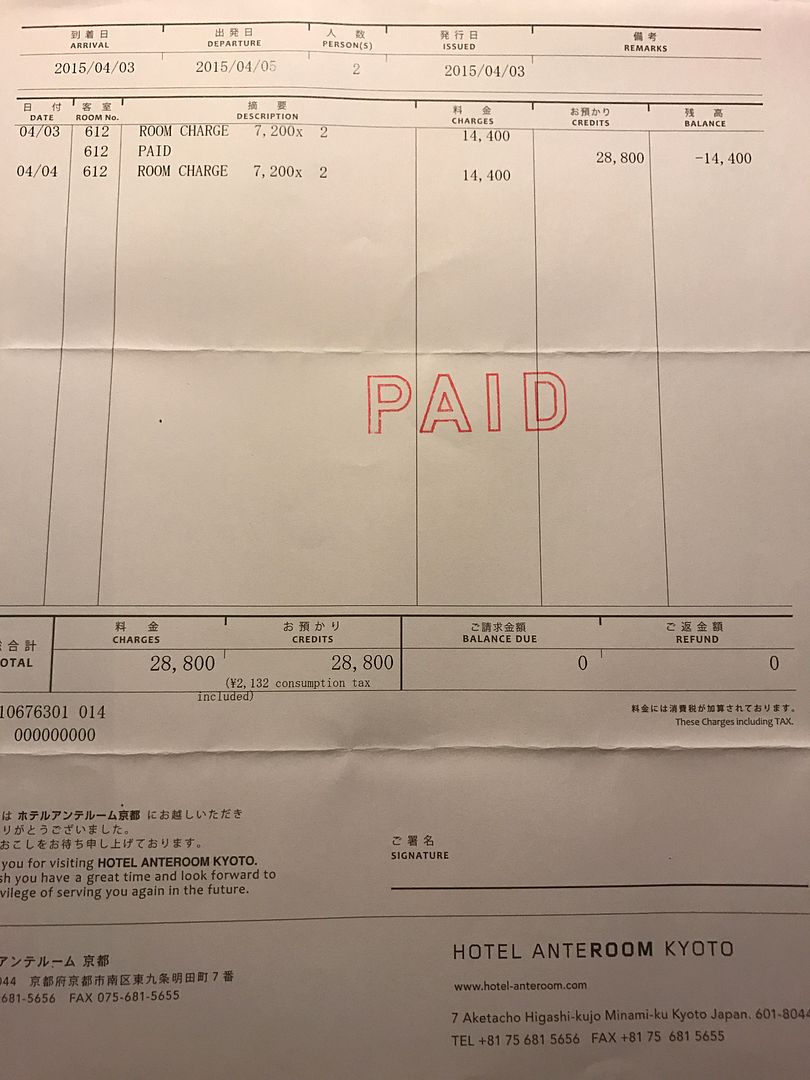 到着日 出発日 人数 発行日 備考
ARRIVAL DEPARTURE PERSON(S) ISSUED REMARKS
2015/04/03 2015/04/05 2 2015/04/03
日付 客室 摘要 料金 お預かり 残高
DATE ROOM No. DESCRIPTION CHARGES CREDITS BALANCE
04/03 612 ROOM CHARGE 7,200x 2 14,400
612 PAID 28,800 -14,400
04/04 612 ROOM CHARGE 7,200x 2 14,400
PAID
合計 料金 お預かり ご請求金額 ご返金額
OTAL CHARGES CREDITS BALANCE DUE REFUND
28,800 28,800 0 0
(¥2,132 consumption tax
included)
10676301 014
000000000
料金には消費税が加算されております。
These Charges including TAX.
は ホテルアンテルーム京都 にお越しいただき
りがとうございました。
おこしをお待ち申し上げております。
you for visiting HOTEL ANTEROOM KYOTO.
sh you have a great time and look forward to
vilege of serving you again in the future.
ご署名
SIGNATURE
アンテルーム 京都
044 京都府京都市南区東九条明田町7番
681-5656 FAX 075-681-5655
HOTEL ANTEROOM KYOTO
www.hotel-anteroom.com
7 Aketacho Higashi-kujo Minami-ku Kyoto Japan. 601-8044
TEL +81 75 681 5656 FAX +81 75 681 5655